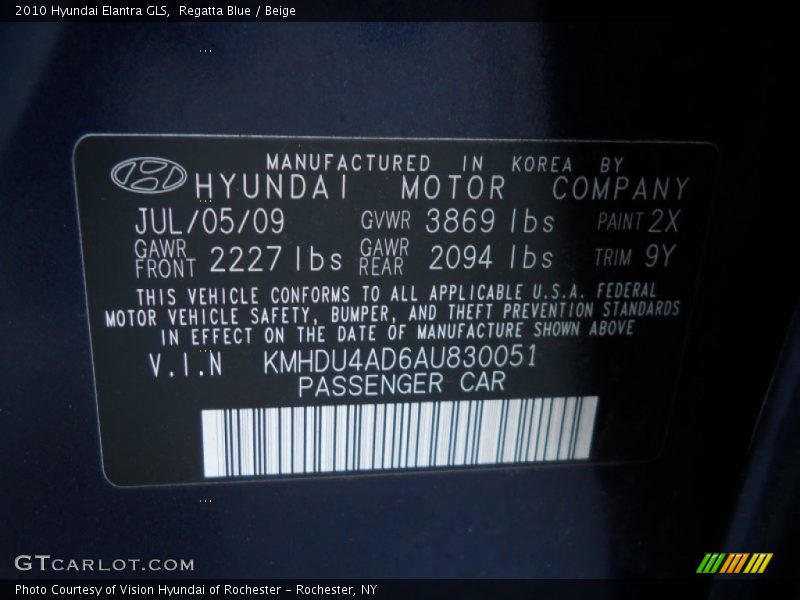 2010 Hyundai Elantra GLS,  Regatta Blue / Beige
MANUFACTURED IN KOREA BY
HYUNDAI MOTOR COMPANY
JUL/05/09 GVWR 3869 lbs PAINT 2X
GAWR FRONT 2227 lbs GAWR REAR 2094 lbs TRIM 9Y
THIS VEHICLE CONFORMS TO ALL APPLICABLE U.S.A. FEDERAL
MOTOR VEHICLE SAFETY, BUMPER, AND THEFT PREVENTION STANDARDS
IN EFFECT ON THE DATE OF MANUFACTURE SHOWN ABOVE
V.I.N KMHDU4AD6AU830051
PASSENGER CAR
GTCARLOT.COM
Photo Courtesy of Vision Hyundai of Rochester - Rochester, NY